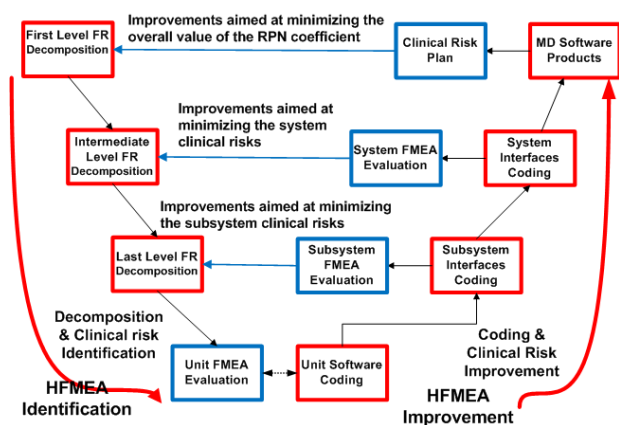 Improvements aimed at minimizing the
overall value of the RPN coefficient
First Level FR
Decomposition
Clinical Risk
Plan
MD Software
Products
Improvements aimed at
minimizing the system
clinical risks
Intermediate
Level FR
Decomposition
System FMEA
Evaluation
System
Interfaces
Coding
Improvements aimed at minimizing
the subsystem clinical risks
Last Level FR
Decomposition
Subsystem
FMEA
Evaluation
Subsystem
Interfaces
Coding
Decomposition
& Clinical risk
Identification
Coding &
Clinical Risk
Improvement
Unit FMEA
Evaluation
Unit Software
Coding
HFMEA
Identification
HFMEA
Improvement